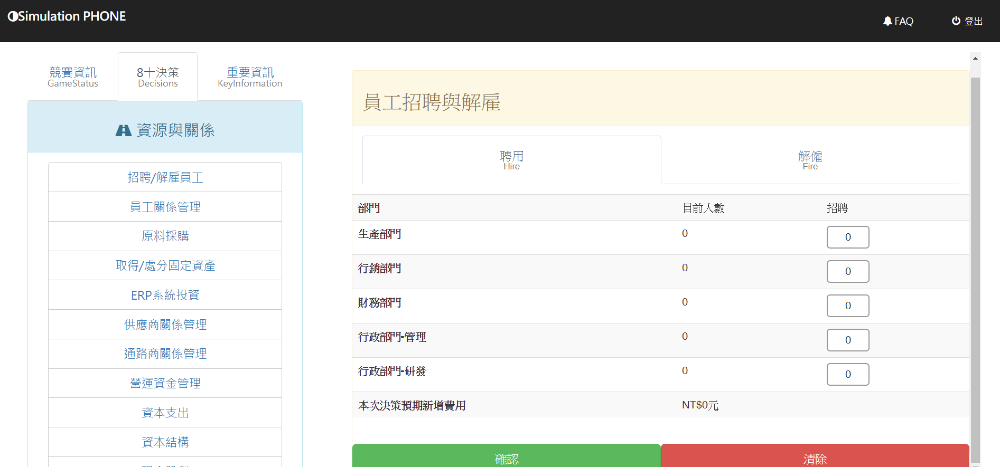 Simulation PHONE
FAQ
登出
競賽資訊
GameStatus
8十決策
Decisions
重要資訊
KeyInformation
資源與關係
招聘/解雇員工
員工關係管理
原料採購
取得/處分固定資產
ERP系統投資
供應商關係管理
通路商關係管理
營運資金管理
資本支出
資本結構
員工招聘與解雇
聘用
Hire
解僱
Fire
部門 目前人數 招聘
生產部門 0 0
行銷部門 0 0
財務部門 0 0
行政部門-管理 0 0
行政部門-研發 0 0
本次決策預期新增費用 NT$0元
確認
清除